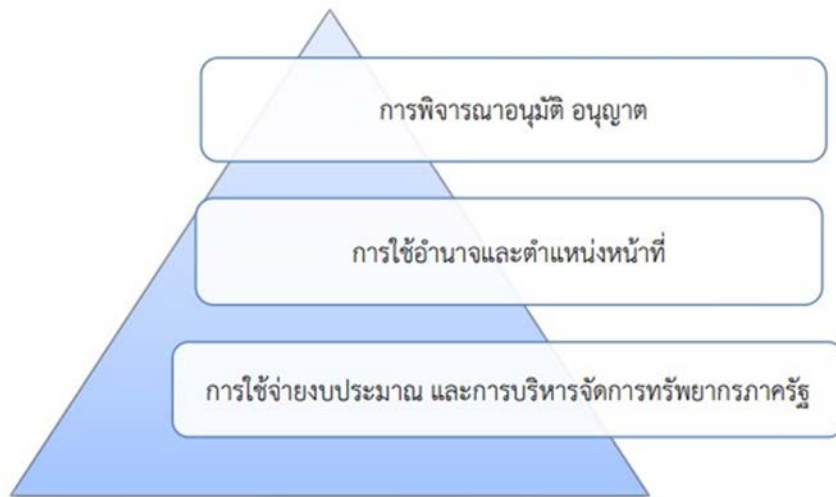 การพิจารณาอนุมัติ อนุญาต
การใช้อำนาจและตำแหน่งหน้าที่
การใช้จ่ายงบประมาณ และการบริหารจัดการทรัพยากรภาครัฐ